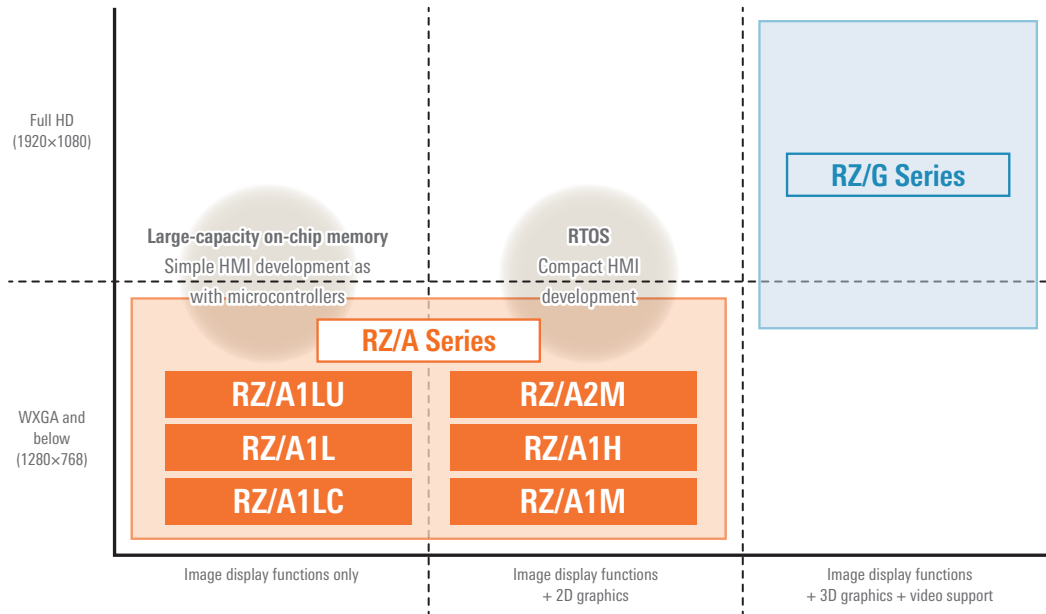 Full HD
(1920×1080)
RZ/G Series
Large-capacity on-chip memory
Simple HMI development as
with microcontrollers
RTOS
Compact HMI
development
RZ/A Series
RZ/A1LU
RZ/A2M
WXGA and
below
(1280×768)
RZ/A1L
RZ/A1H
RZ/A1LC
RZ/A1M
Image display functions only
Image display functions
+ 2D graphics
Image display functions
+ 3D graphics + video support